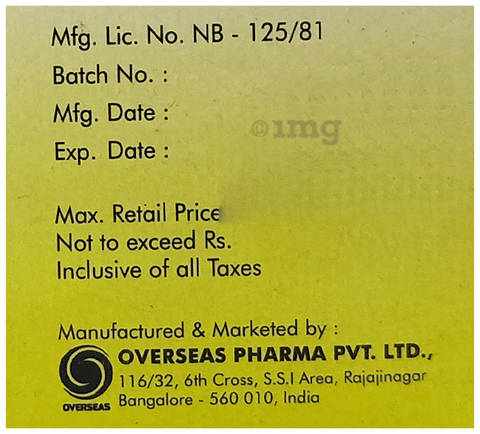 Mfg. Lic. No. NB - 125/81
Batch No. :
Mfg. Date :
©1mg
Exp. Date :
Max. Retail Price
Not to exceed Rs.
Inclusive of all Taxes
Manufactured & Marketed by :
OVERSEAS PHARMA PVT. LTD.,
116/32, 6th Cross, S.S.I Area, Rajajinagar
Bangalore - 560 010, India
OVERSEAS